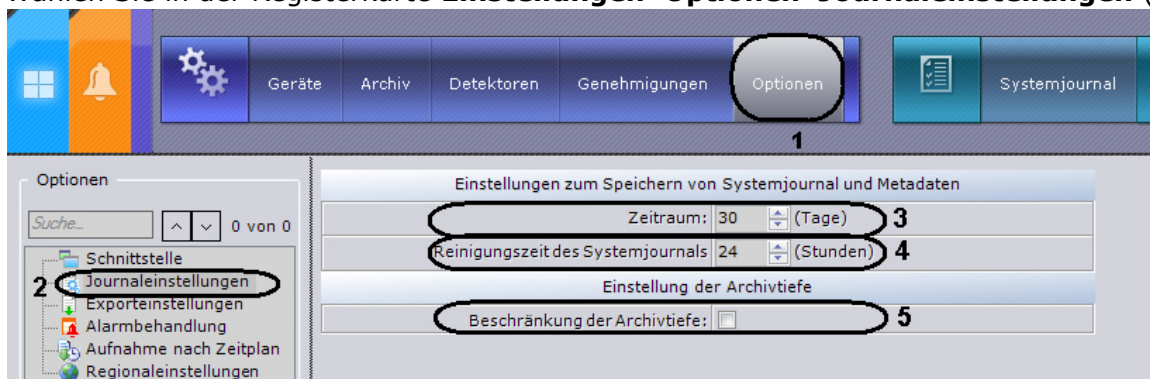 Wählen Sie in der Registerkarte Einstellungen Optionen Journaleinstellungen (
Geräte Archiv Detektoren Genehmigungen Optionen Systemjournal
1
Optionen
Suche... 0 von 0
Schnittstelle
2 Journaleinstellungen
Exporteinstellungen
Alarmbehandlung
Aufnahme nach Zeitplan
Regionaleinstellungen
Einstellungen zum Speichern von Systemjournal und Metadaten
Zeitraum: 30 (Tage) 3
Reinigungszeit des Systemjournals 24 (Stunden) 4
Einstellung der Archivtiefe
Beschränkung der Archivtiefe: 5